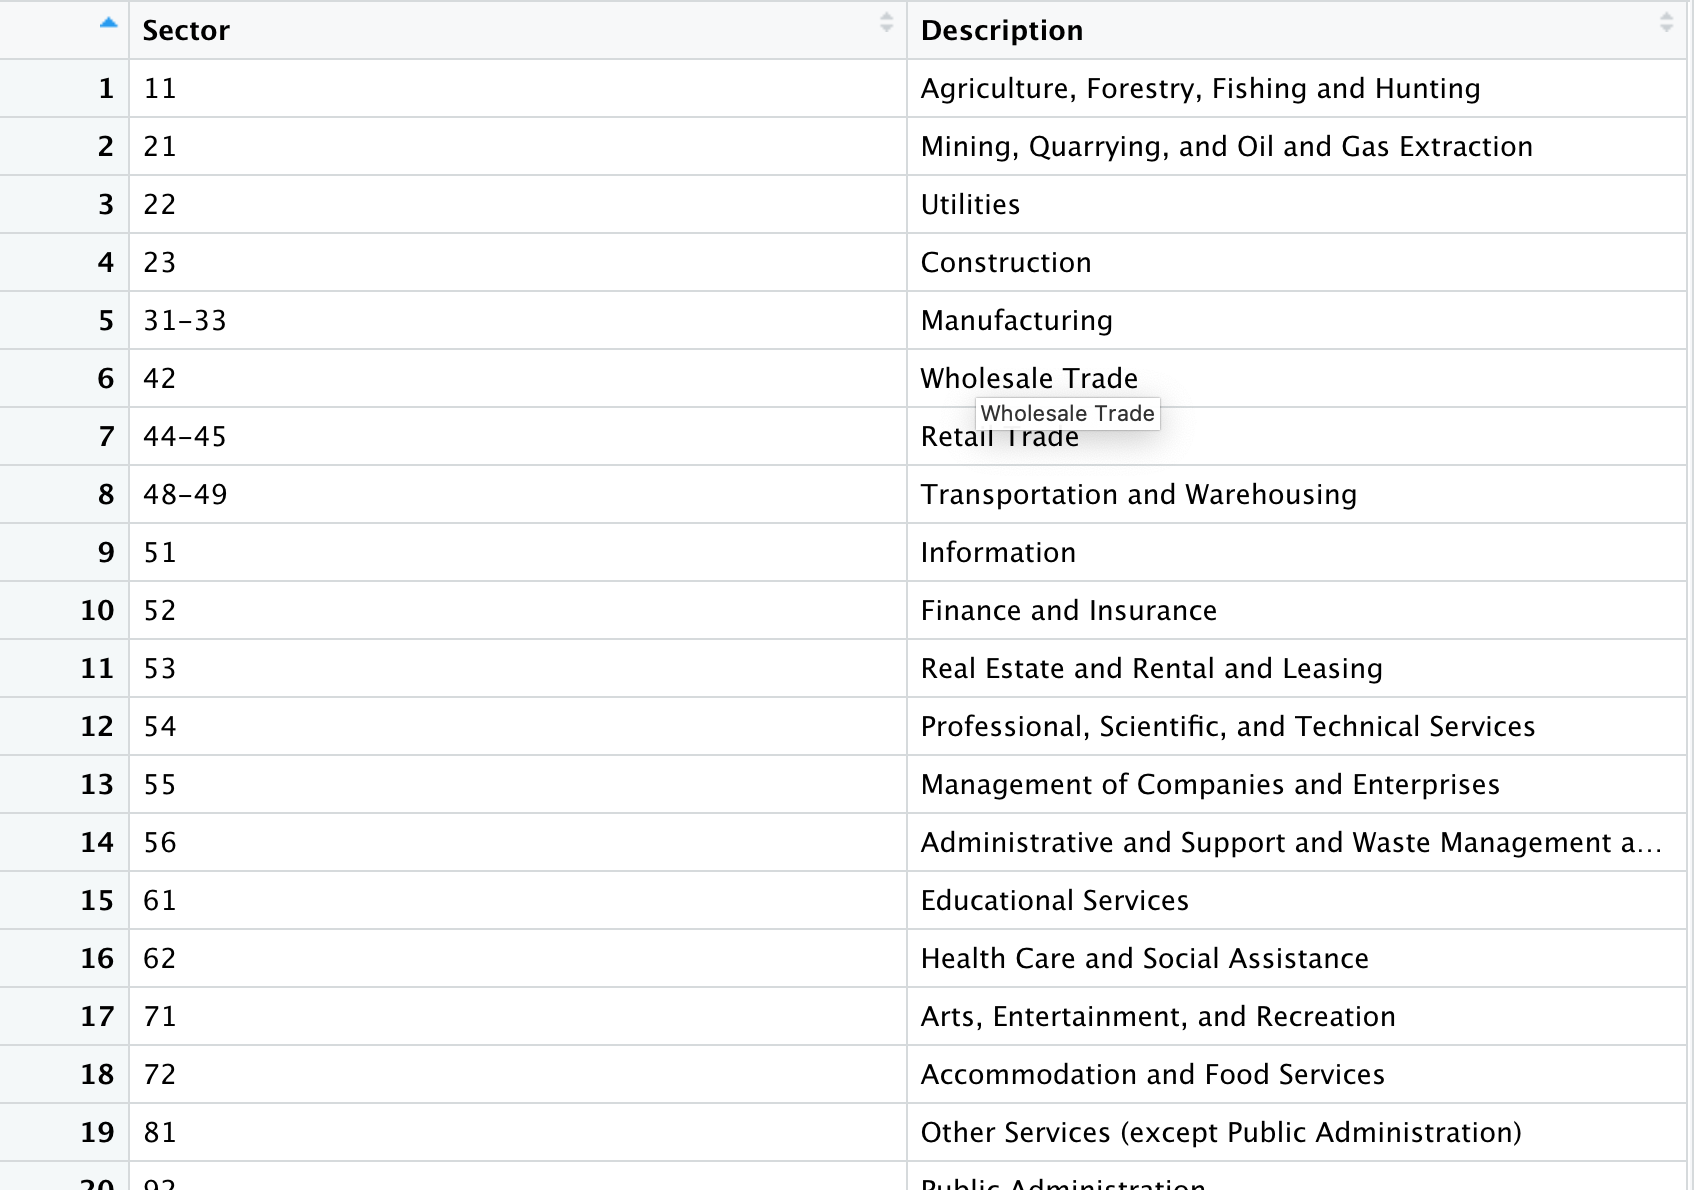 Sector Description
1 11 Agriculture, Forestry, Fishing and Hunting
2 21 Mining, Quarrying, and Oil and Gas Extraction
3 22 Utilities
4 23 Construction
5 31-33 Manufacturing
6 42 Wholesale Trade
Wholesale Trade
7 44-45 Retail Trade
8 48-49 Transportation and Warehousing
9 51 Information
10 52 Finance and Insurance
11 53 Real Estate and Rental and Leasing
12 54 Professional, Scientific, and Technical Services
13 55 Management of Companies and Enterprises
14 56 Administrative and Support and Waste Management a...
15 61 Educational Services
16 62 Health Care and Social Assistance
17 71 Arts, Entertainment, and Recreation
18 72 Accommodation and Food Services
19 81 Other Services (except Public Administration)
20 92 Public Administration